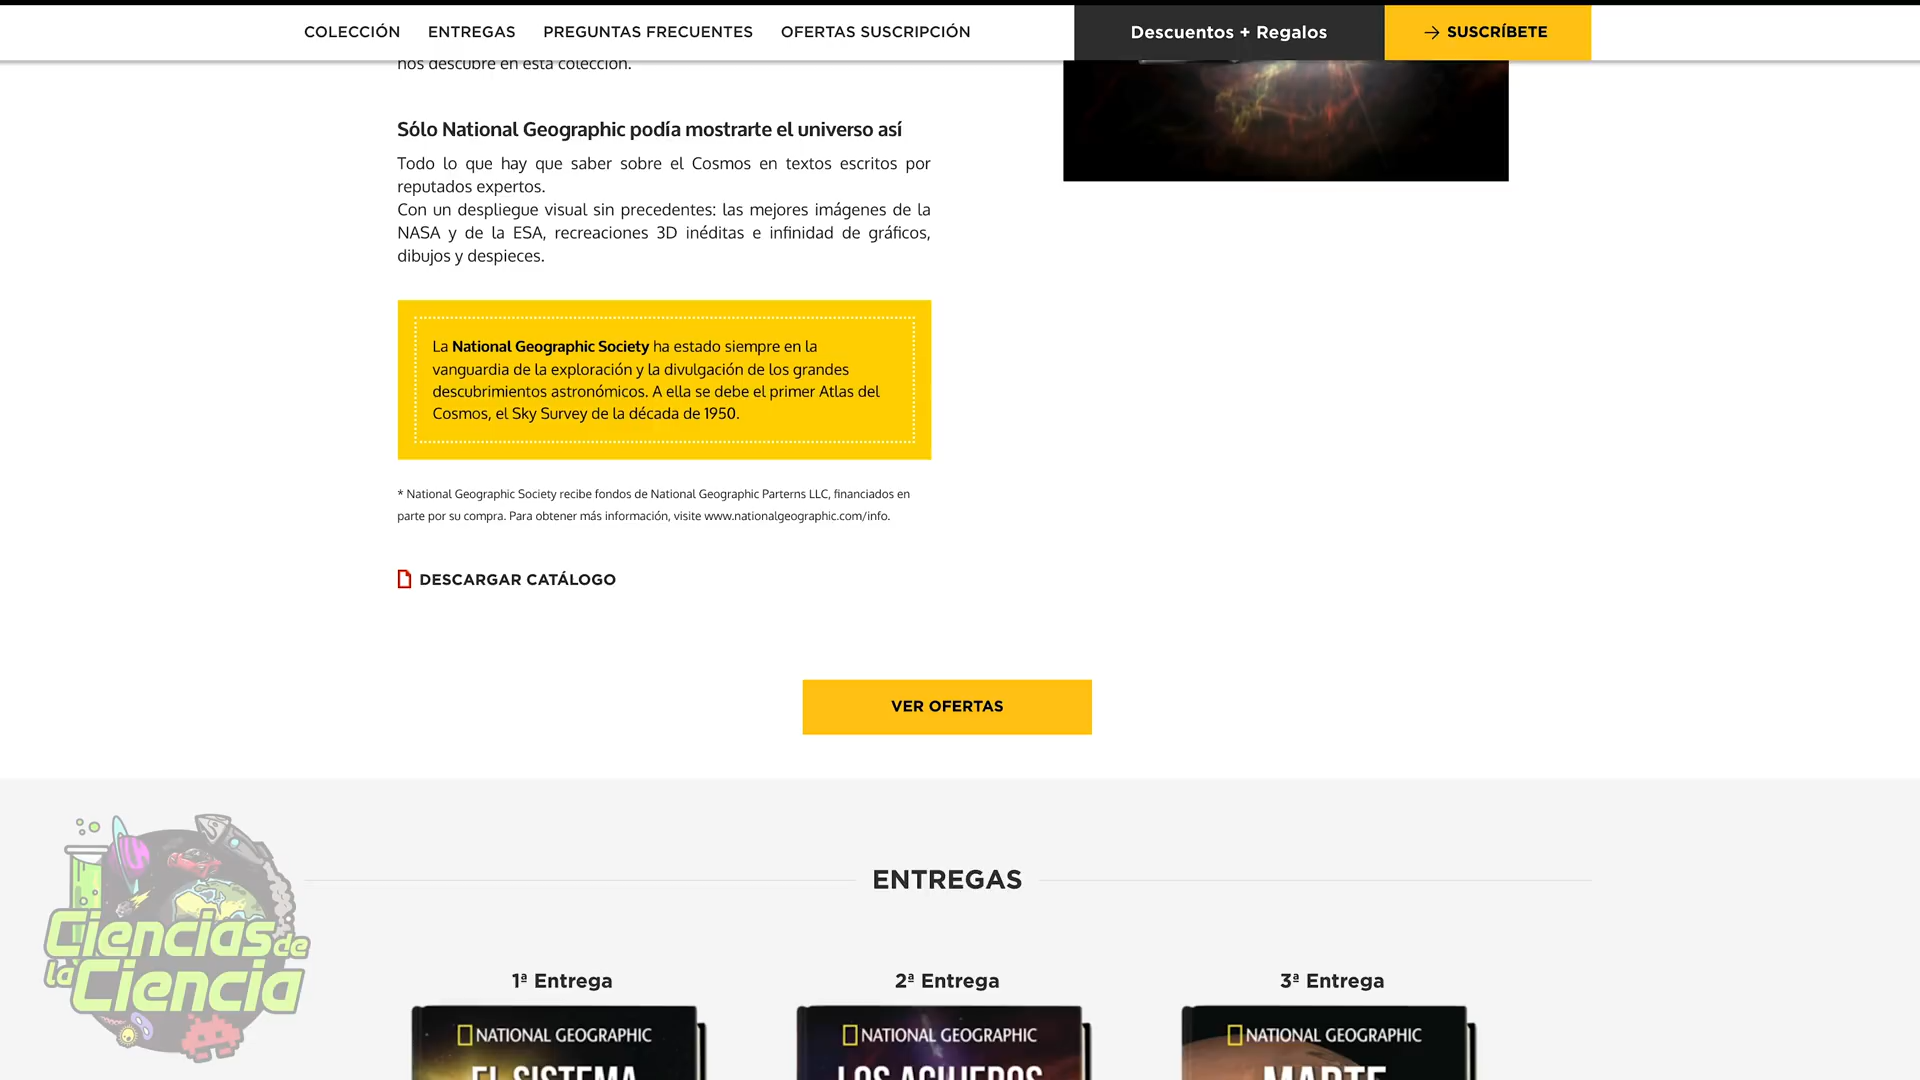 COLECCIÓN ENTREGAS PREGUNTAS FRECUENTES OFERTAS SUSCRIPCIÓN Descuentos + Regalos SUSCRÍBETE
nos descubre en esta colección.
Sólo National Geographic podía mostrarte el universo así
Todo lo que hay que saber sobre el Cosmos en textos escritos por
reputados expertos.
Con un despliegue visual sin precedentes: las mejores imágenes de la
NASA y de la ESA, recreaciones 3D inéditas e infinidad de gráficos,
dibujos y despieces.
La National Geographic Society ha estado siempre en la
vanguardia de la exploración y la divulgación de los grandes
descubrimientos astronómicos. A ella se debe el primer Atlas del
Cosmos, el Sky Survey de la década de 1950.
* National Geographic Society recibe fondos de National Geographic Parterns LLC, financiados en
parte por su compra. Para obtener más información, visite www.nationalgeographic.com/info.
DESCARGAR CATÁLOGO
VER OFERTAS
ENTREGAS
Ciencias de
la Ciencia
1ª Entrega 2ª Entrega 3ª Entrega
NATIONAL GEOGRAPHIC NATIONAL GEOGRAPHIC NATIONAL GEOGRAPHIC
EL SISTEMA LOS AGUJEROS MARTE